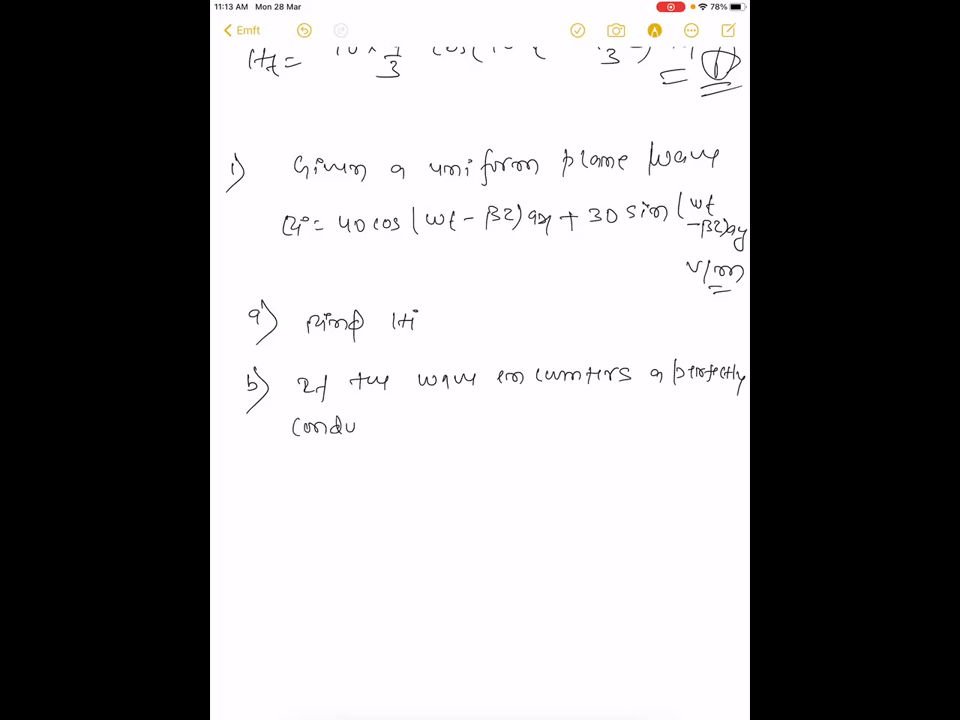 11:13 AM Mon 28 Mar 78%
Emft
Ht =
1) Given a uniform plane wave
Ei = 40 cos(ωt - βz)ax + 30 sin(ωt - βz)ay
V/m
a) Find Hi
b) If the wave encounters a perfectly
condu